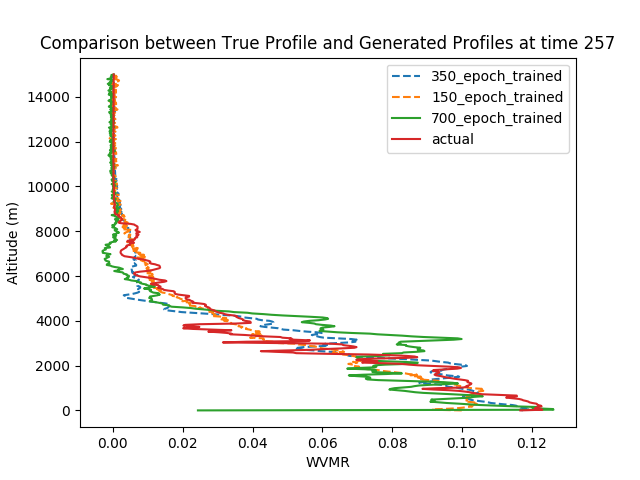 Comparison between True Profile and Generated Profiles at time 257
350_epoch_trained
150_epoch_trained
700_epoch_trained
actual
14000
12000
10000
8000
6000
4000
2000
0
Altitude (m)
0.00 0.02 0.04 0.06 0.08 0.10 0.12
WVMR